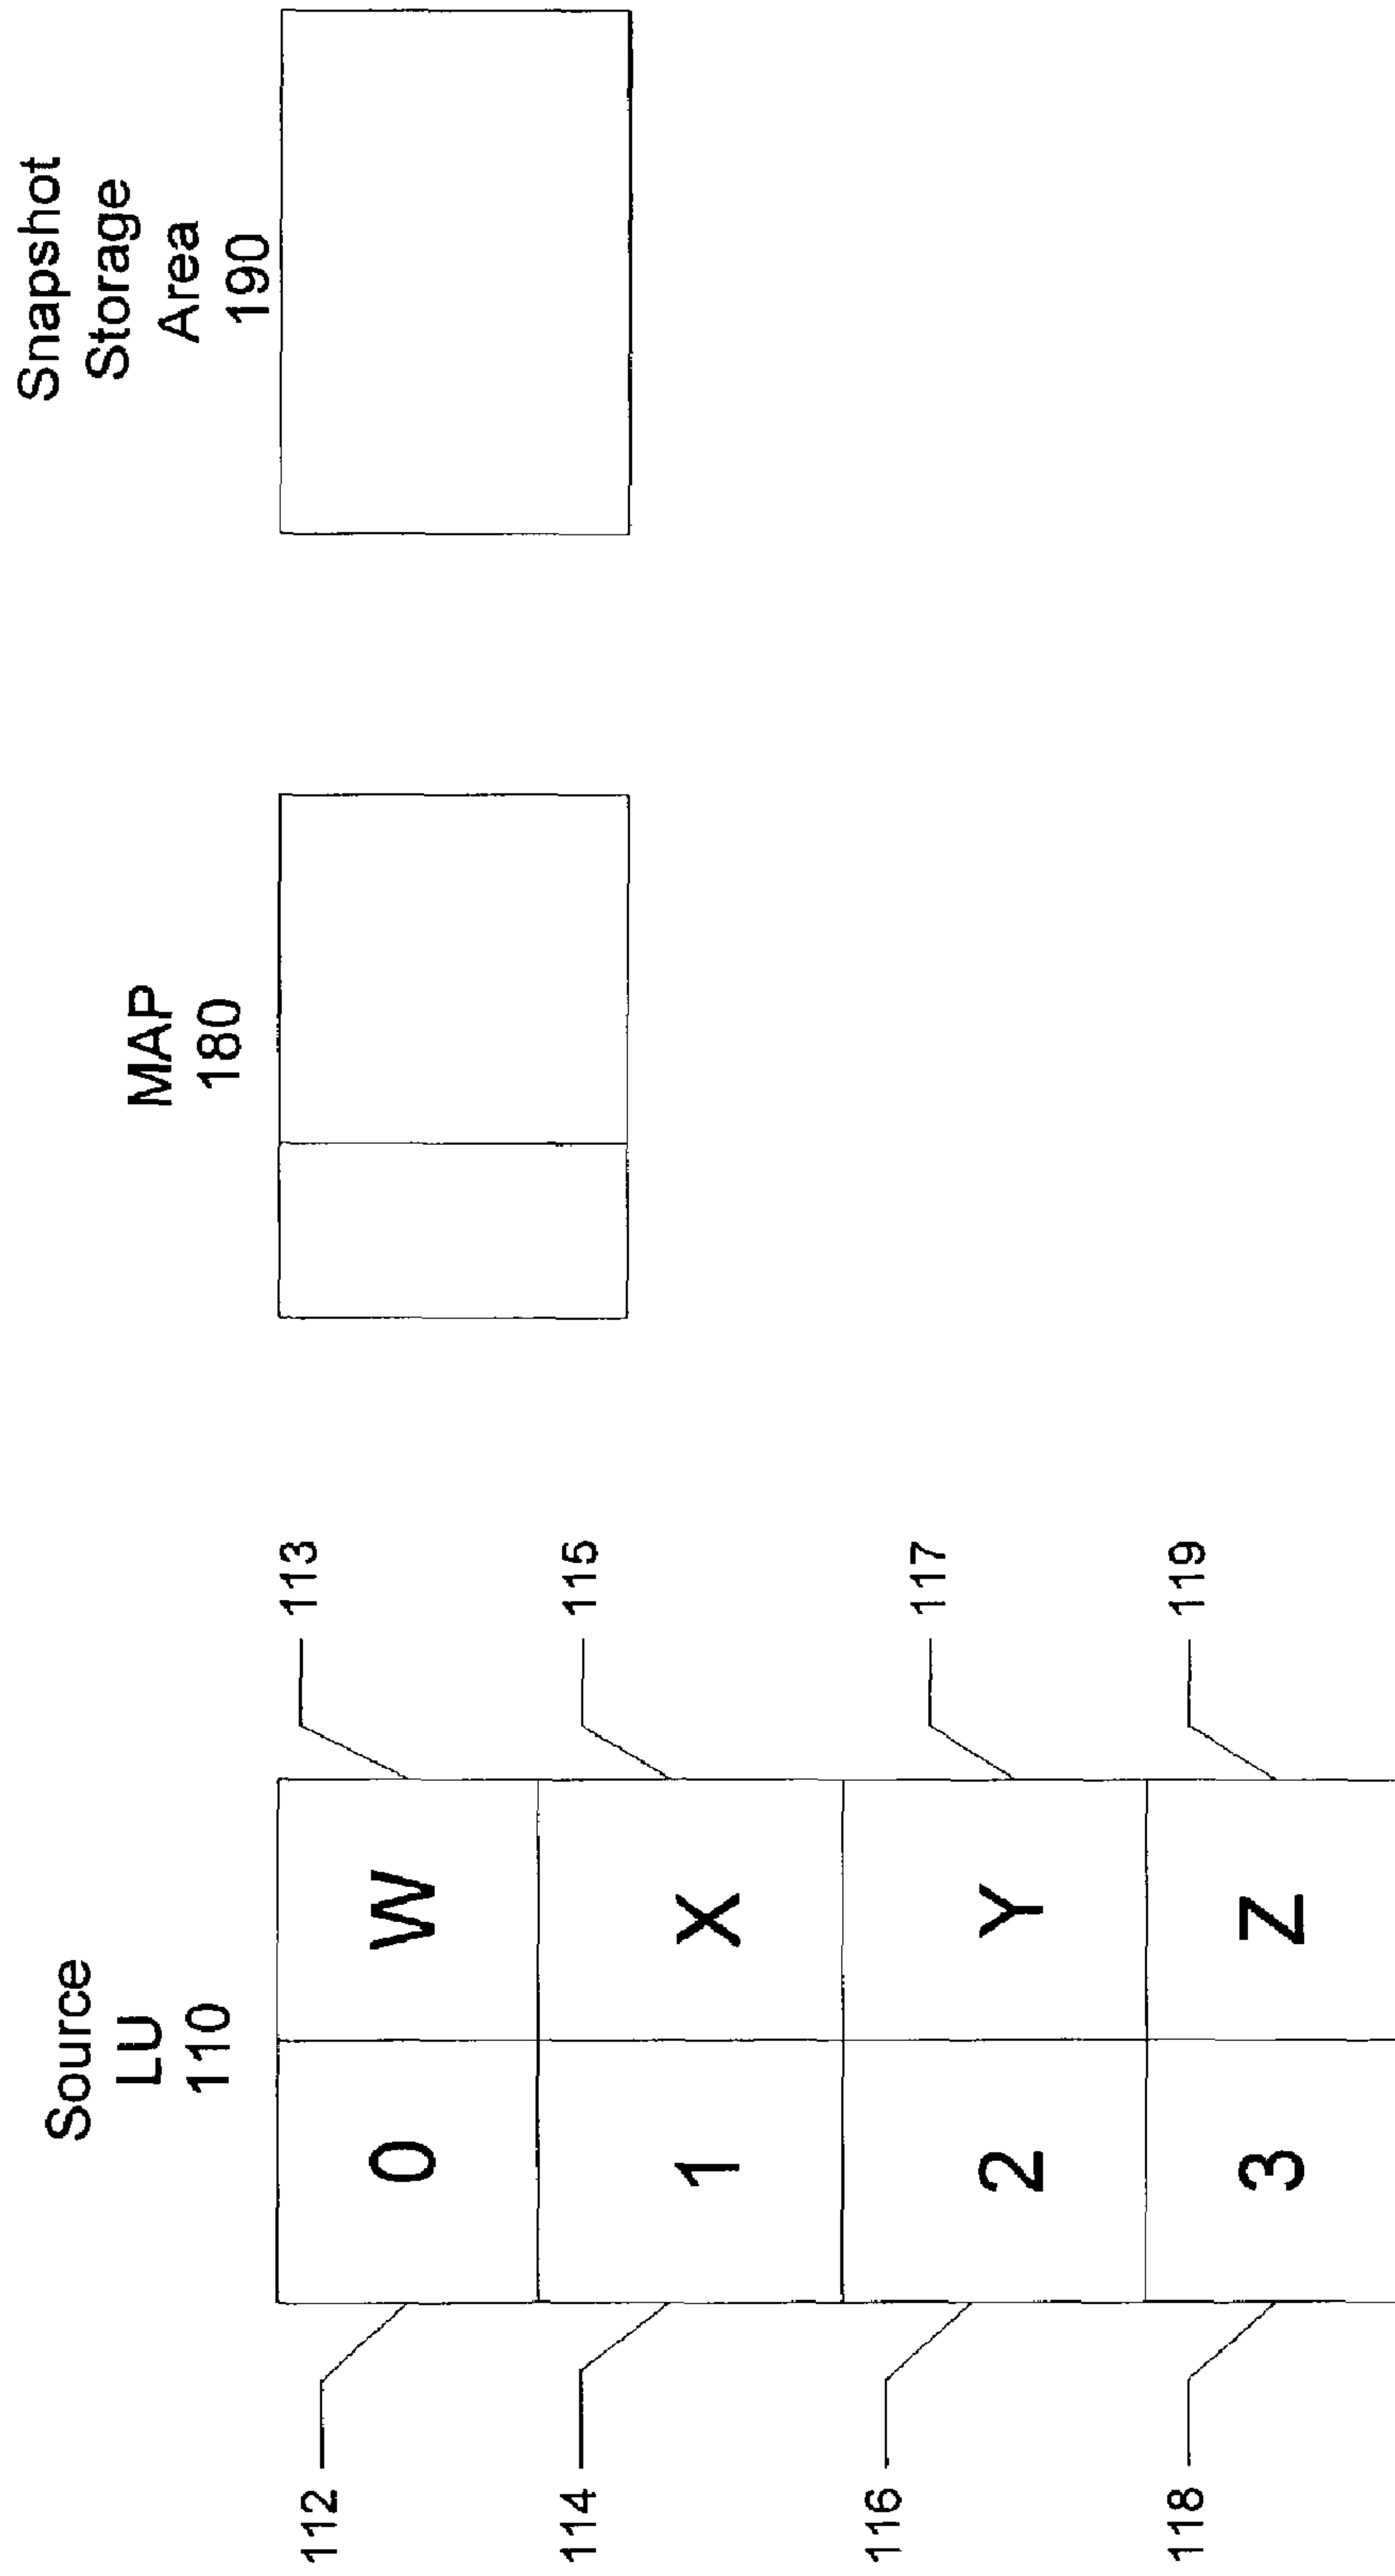 Source
LU
110
MAP
180
Snapshot
Storage
Area
190
112
0
W
113
114
1
X
115
116
2
Y
117
118
3
Z
119